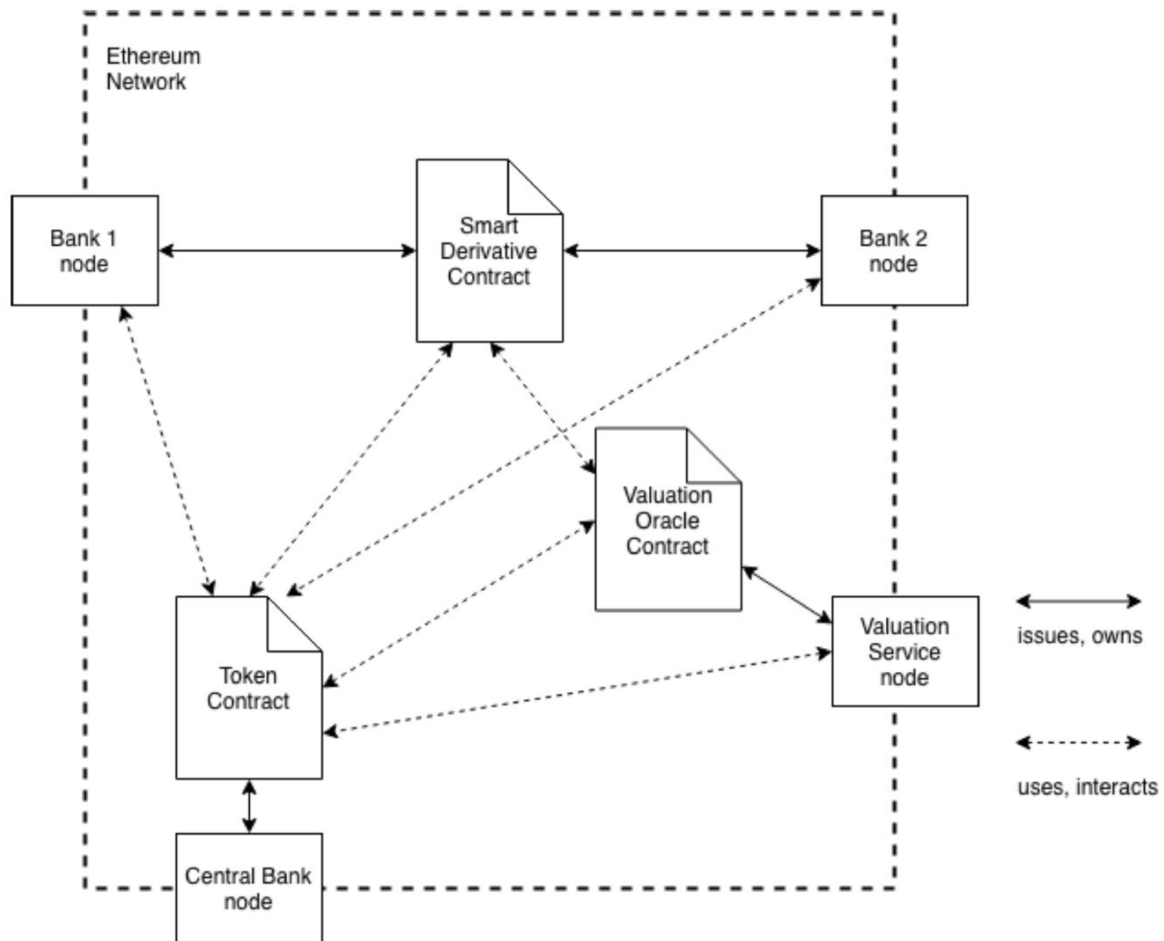 Ethereum
Network
Bank 1
node
Smart
Derivative
Contract
Bank 2
node
Valuation
Oracle
Contract
Token
Contract
Valuation
Service
node
issues, owns
uses, interacts
Central Bank
node